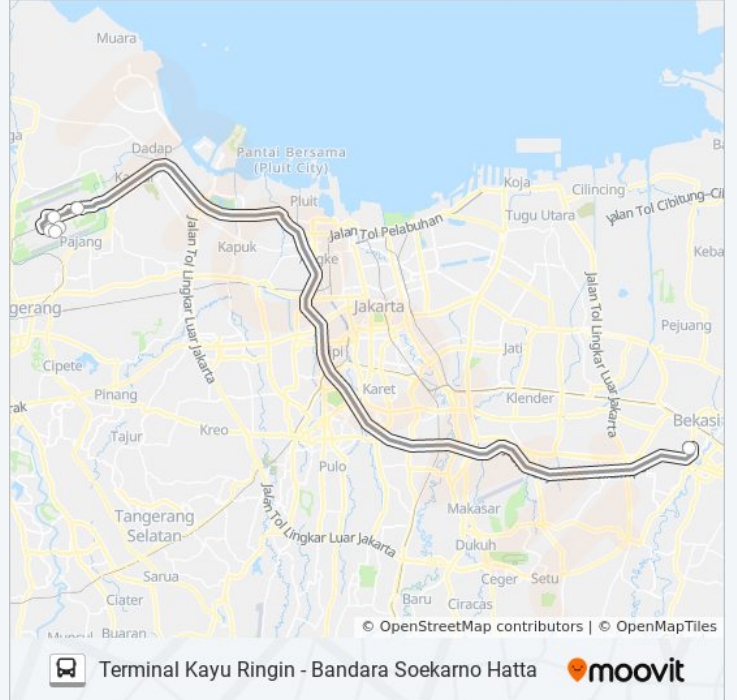 Muara
Dadap
Pantai Bersama
(Pluit City)
Pluit
Koja
Cilincing
Tugu Utara
Jalan Tol Cibitung-Cil
Pajang
Jalan Tol Pelabuhan
Kapuk
Keba
Jalan Tol Lingkar Luar Jakarta
Jalan Tol Lingkar Luar Jakarta
gerang
Jakarta
Pejuang
Jati
Cipete
Pinang
Karet
Klender
Bekasi
Kreo
Tajur
Pulo
Makasar
Tangerang
Selatan
Jalan Tol Lingkar Luar Jakarta
Dukuh
Sarua
Ceger
Setu
Ciater
Baru
Ciracas
Buaran
© OpenStreetMap contributors | © OpenMapTiles
Terminal Kayu Ringin - Bandara Soekarno Hatta
moovit